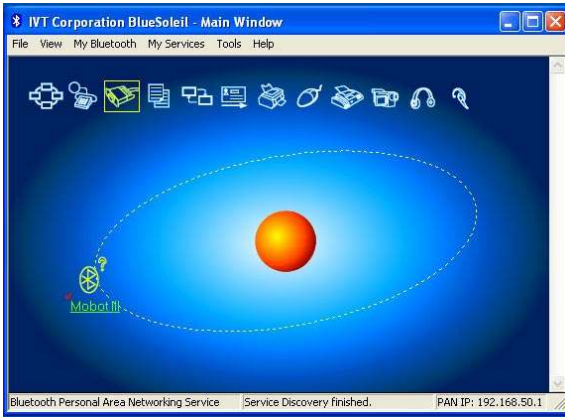 IVT Corporation BlueSoleil - Main Window
File View My Bluetooth My Services Tools Help
?
Mobot III
Bluetooth Personal Area Networking Service Service Discovery finished. PAN IP: 192.168.50.1